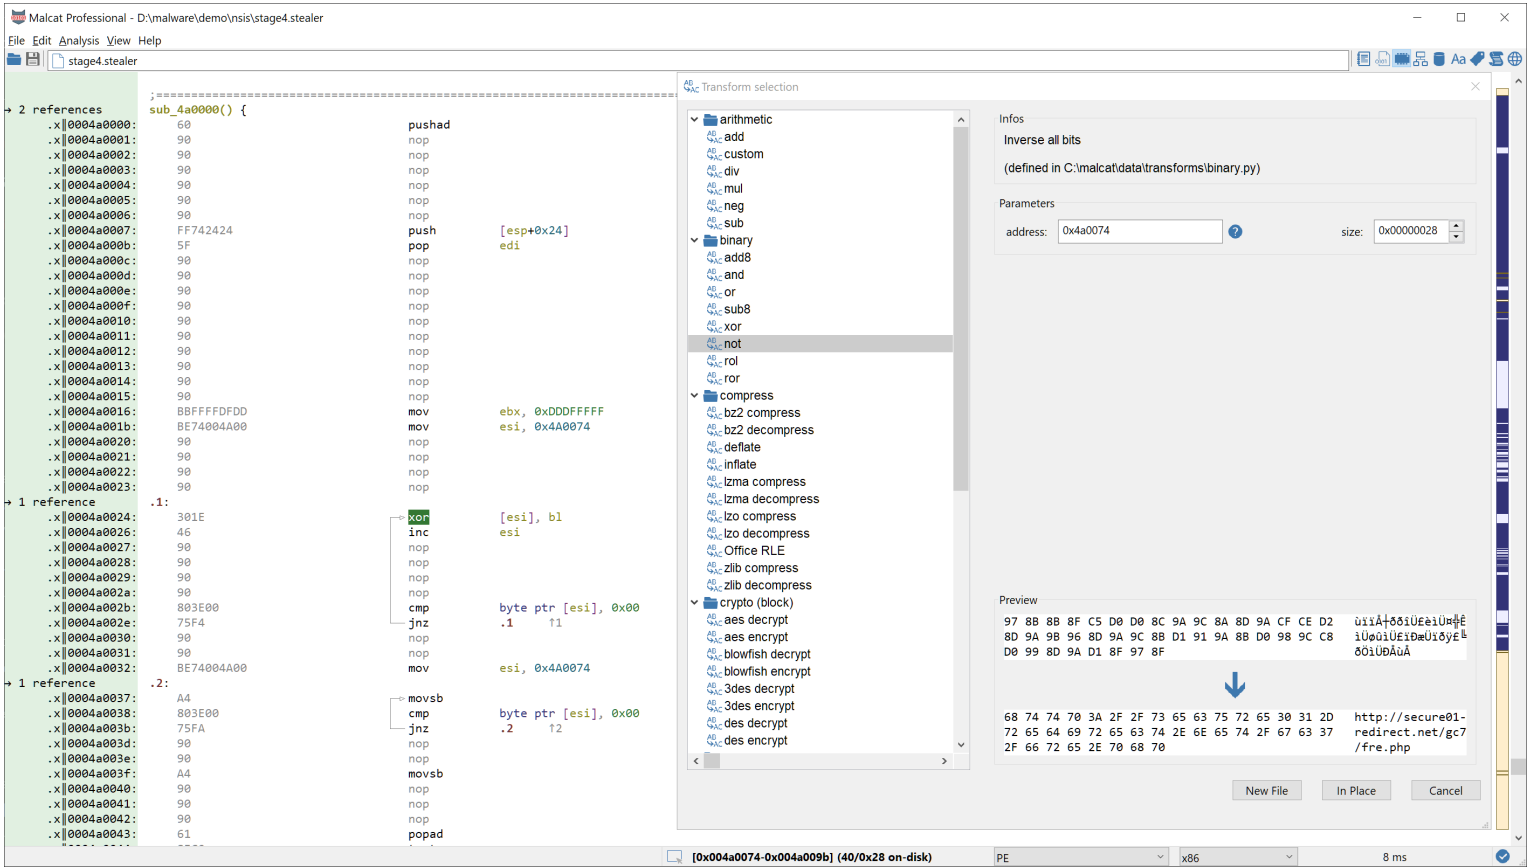 Malcat Professional - D:\malware\demo\nsis\stage4.stealer
File Edit Analysis View Help
stage4.stealer
Aa
;==========================================================================
→ 2 references sub_4a0000() {
.x 0004a0000: 60 pushad
.x 0004a0001: 90 nop
.x 0004a0002: 90 nop
.x 0004a0003: 90 nop
.x 0004a0004: 90 nop
.x 0004a0005: 90 nop
.x 0004a0006: 90 nop
.x 0004a0007: FF742424 push [esp+0x24]
.x 0004a000b: 5F pop edi
.x 0004a000c: 90 nop
.x 0004a000d: 90 nop
.x 0004a000e: 90 nop
.x 0004a000f: 90 nop
.x 0004a0010: 90 nop
.x 0004a0011: 90 nop
.x 0004a0012: 90 nop
.x 0004a0013: 90 nop
.x 0004a0014: 90 nop
.x 0004a0015: 90 nop
.x 0004a0016: BBFFFFDFDD mov ebx, 0xDDDFFFFF
.x 0004a001b: BE74004A00 mov esi, 0x4A0074
.x 0004a0020: 90 nop
.x 0004a0021: 90 nop
.x 0004a0022: 90 nop
.x 0004a0023: 90 nop
→ 1 reference .1:
.x 0004a0024: 301E xor [esi], bl
.x 0004a0026: 46 inc esi
.x 0004a0027: 90 nop
.x 0004a0028: 90 nop
.x 0004a0029: 90 nop
.x 0004a002a: 90 nop
.x 0004a002b: 803E00 cmp byte ptr [esi], 0x00
.x 0004a002e: 75F4 jnz .1 ↑1
.x 0004a0030: 90 nop
.x 0004a0031: 90 nop
.x 0004a0032: BE74004A00 mov esi, 0x4A0074
→ 1 reference .2:
.x 0004a0037: A4 movsb
.x 0004a0038: 803E00 cmp byte ptr [esi], 0x00
.x 0004a003b: 75FA jnz .2 ↑2
.x 0004a003d: 90 nop
.x 0004a003e: 90 nop
.x 0004a003f: A4 movsb
.x 0004a0040: 90 nop
.x 0004a0041: 90 nop
.x 0004a0042: 90 nop
.x 0004a0043: 61 popad
Transform selection
arithmetic
add
custom
div
mul
neg
sub
binary
add8
and
or
sub8
xor
not
rol
ror
compress
bz2 compress
bz2 decompress
deflate
inflate
lzma compress
lzma decompress
lzo compress
lzo decompress
Office RLE
zlib compress
zlib decompress
crypto (block)
aes decrypt
aes encrypt
blowfish decrypt
blowfish encrypt
3des decrypt
3des encrypt
des decrypt
des encrypt
Infos
Inverse all bits
(defined in C:\malcat\data\transforms\binary.py)
Parameters
address: 0x4a0074 ? size: 0x00000028
Preview
97 8B 8B 8F C5 D0 D0 8C 9A 9C 8A 8D 9A CF CE D2
8D 9A 9B 96 8D 9A 9C 8B D1 91 9A 8B D0 98 9C C8
D0 99 8D 9A D1 8F 97 8F
68 74 74 70 3A 2F 2F 73 65 63 75 72 65 30 31 2D http://secure01-
72 65 64 69 72 65 63 74 2E 6E 65 74 2F 67 63 37 redirect.net/gc7
2F 66 72 65 2E 70 68 70 /fre.php
New File In Place Cancel
[0x004a0074-0x004a009b] (40/0x28 on-disk) PE x86 8 ms